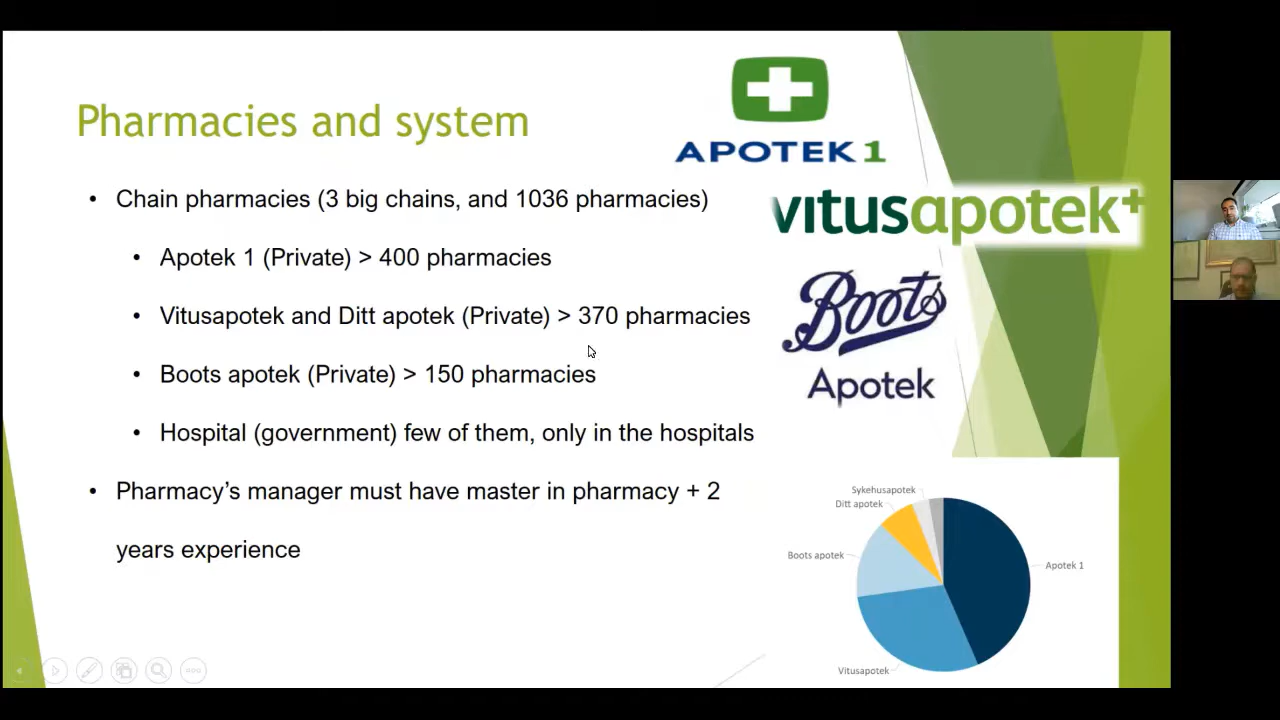 Pharmacies and system
APOTEK 1
vitusapotek+
Boots
Apotek
• Chain pharmacies (3 big chains, and 1036 pharmacies)
• Apotek 1 (Private) > 400 pharmacies
• Vitusapotek and Ditt apotek (Private) > 370 pharmacies
• Boots apotek (Private) > 150 pharmacies
• Hospital (government) few of them, only in the hospitals
• Pharmacy's manager must have master in pharmacy + 2
years experience
Sykehusapotek
Ditt apotek
Boots apotek
Apotek 1
Vitusapotek